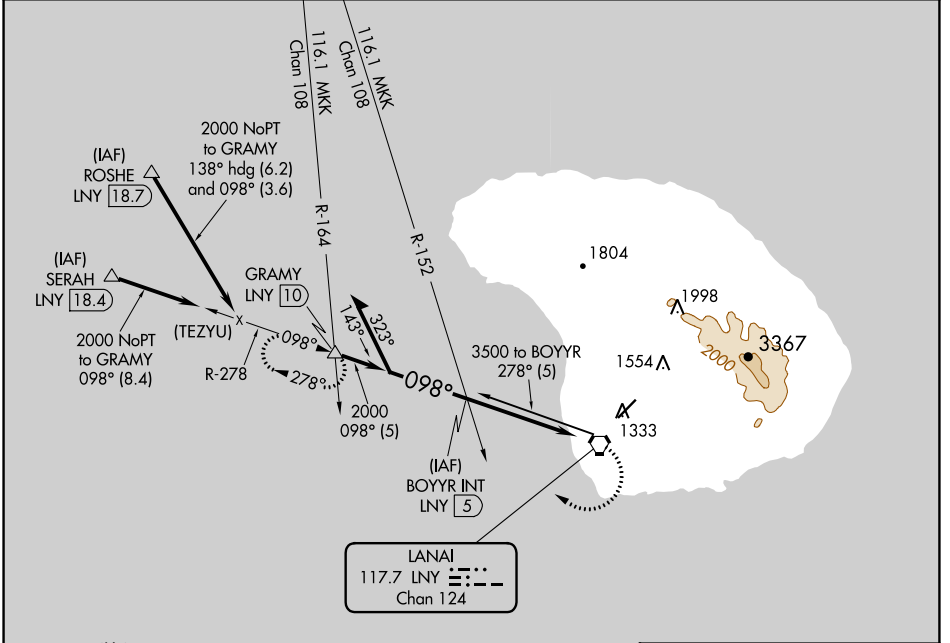 116.1 MKK
Chan 108
116.1 MKK
Chan 108
2000 NoPT
to GRAMY
138° hdg (6.2)
and 098° (3.6)
(IAF)
ROSHE
LNY 18.7
R-164
R-152
1804
(IAF)
SERAH
LNY 18.4
GRAMY
LNY 10
1998
2000
3367
(TEZYU)
098°
323°
143°
2000 NoPT
to GRAMY
098° (8.4)
R-278
278°
3500 to BOYYR
278° (5)
1554
098°
2000
098° (5)
1333
(IAF)
BOYYR INT
LNY 5
LANAI
117.7 LNY
Chan 124